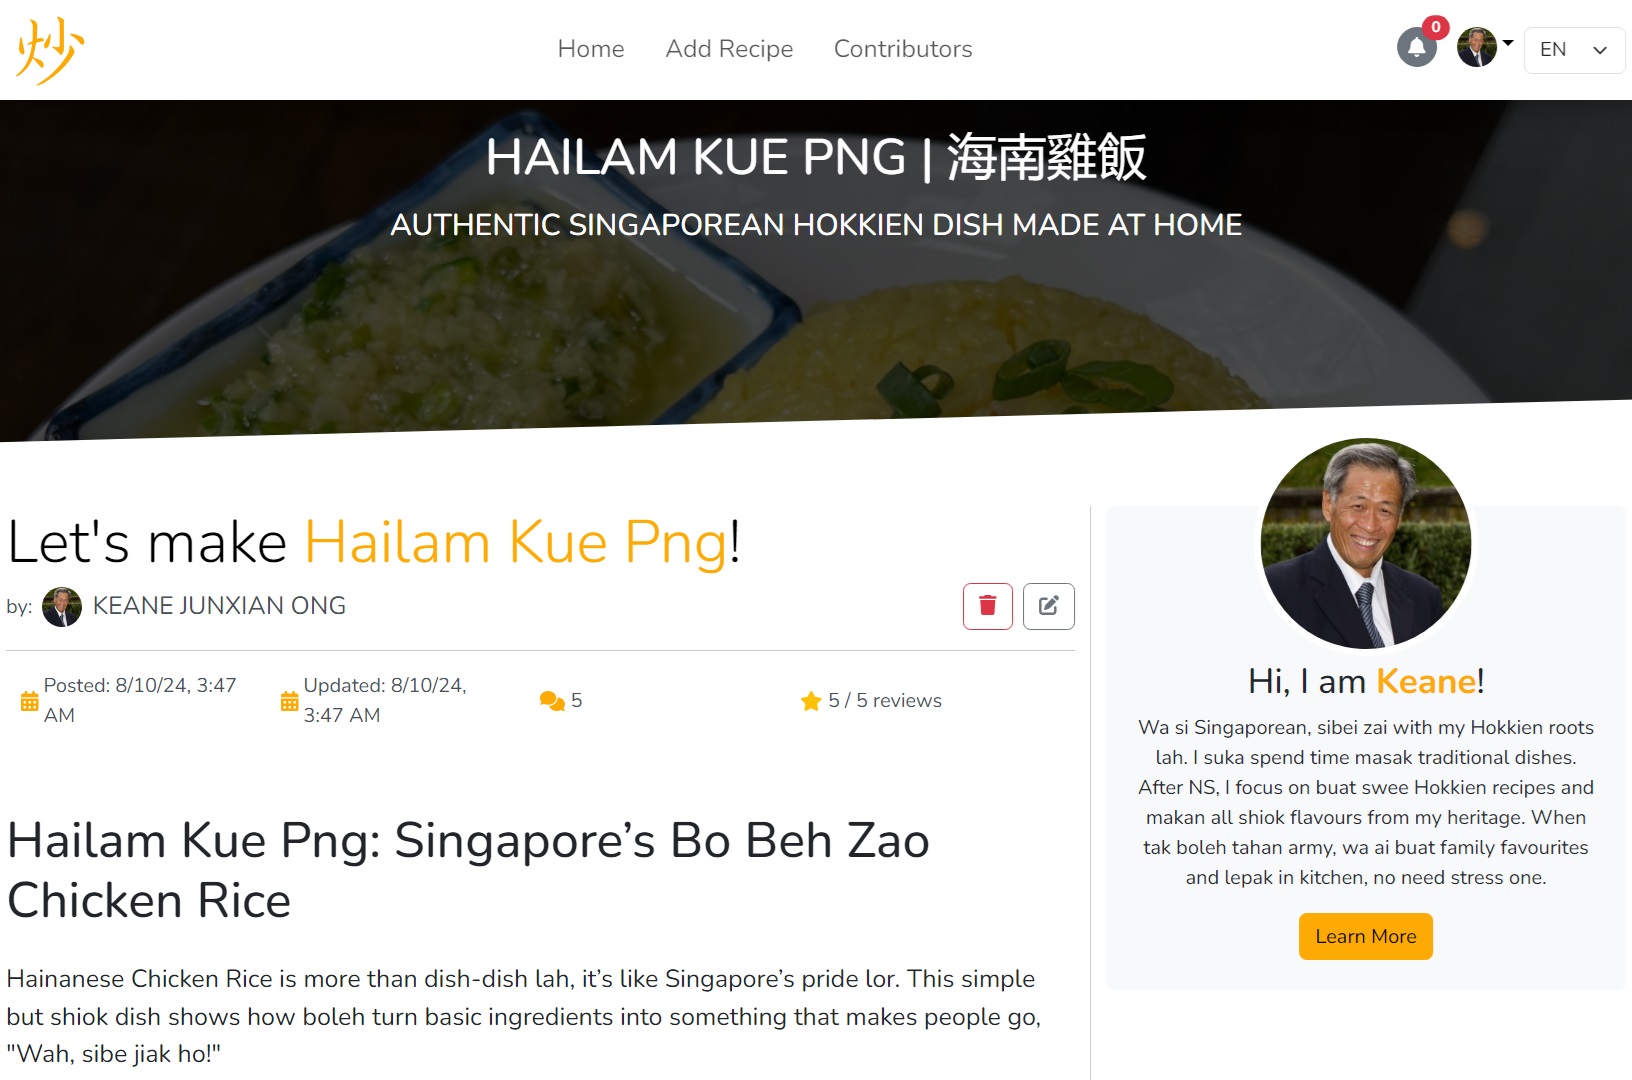 炒
Home
Add Recipe
Contributors
0
EN
HAILAM KUE PNG | 海南雞飯
AUTHENTIC SINGAPOREAN HOKKIEN DISH MADE AT HOME
Let's make Hailam Kue Png!
by: KEANE JUNXIAN ONG
Posted: 8/10/24, 3:47
AM
Updated: 8/10/24,
3:47 AM
5
5 / 5 reviews
Hailam Kue Png: Singapore’s Bo Beh Zao
Chicken Rice
Hainanese Chicken Rice is more than dish-dish lah, it’s like Singapore’s pride lor. This simple
but shiok dish shows how boleh turn basic ingredients into something that makes people go,
"Wah, sibe jiak ho!"
Hi, I am Keane!
Wa si Singaporean, sibei zai with my Hokkien roots
lah. I suka spend time masak traditional dishes.
After NS, I focus on buat swee Hokkien recipes and
makan all shiok flavours from my heritage. When
tak boleh tahan army, wa ai buat family favourites
and lepak in kitchen, no need stress one.
Learn More